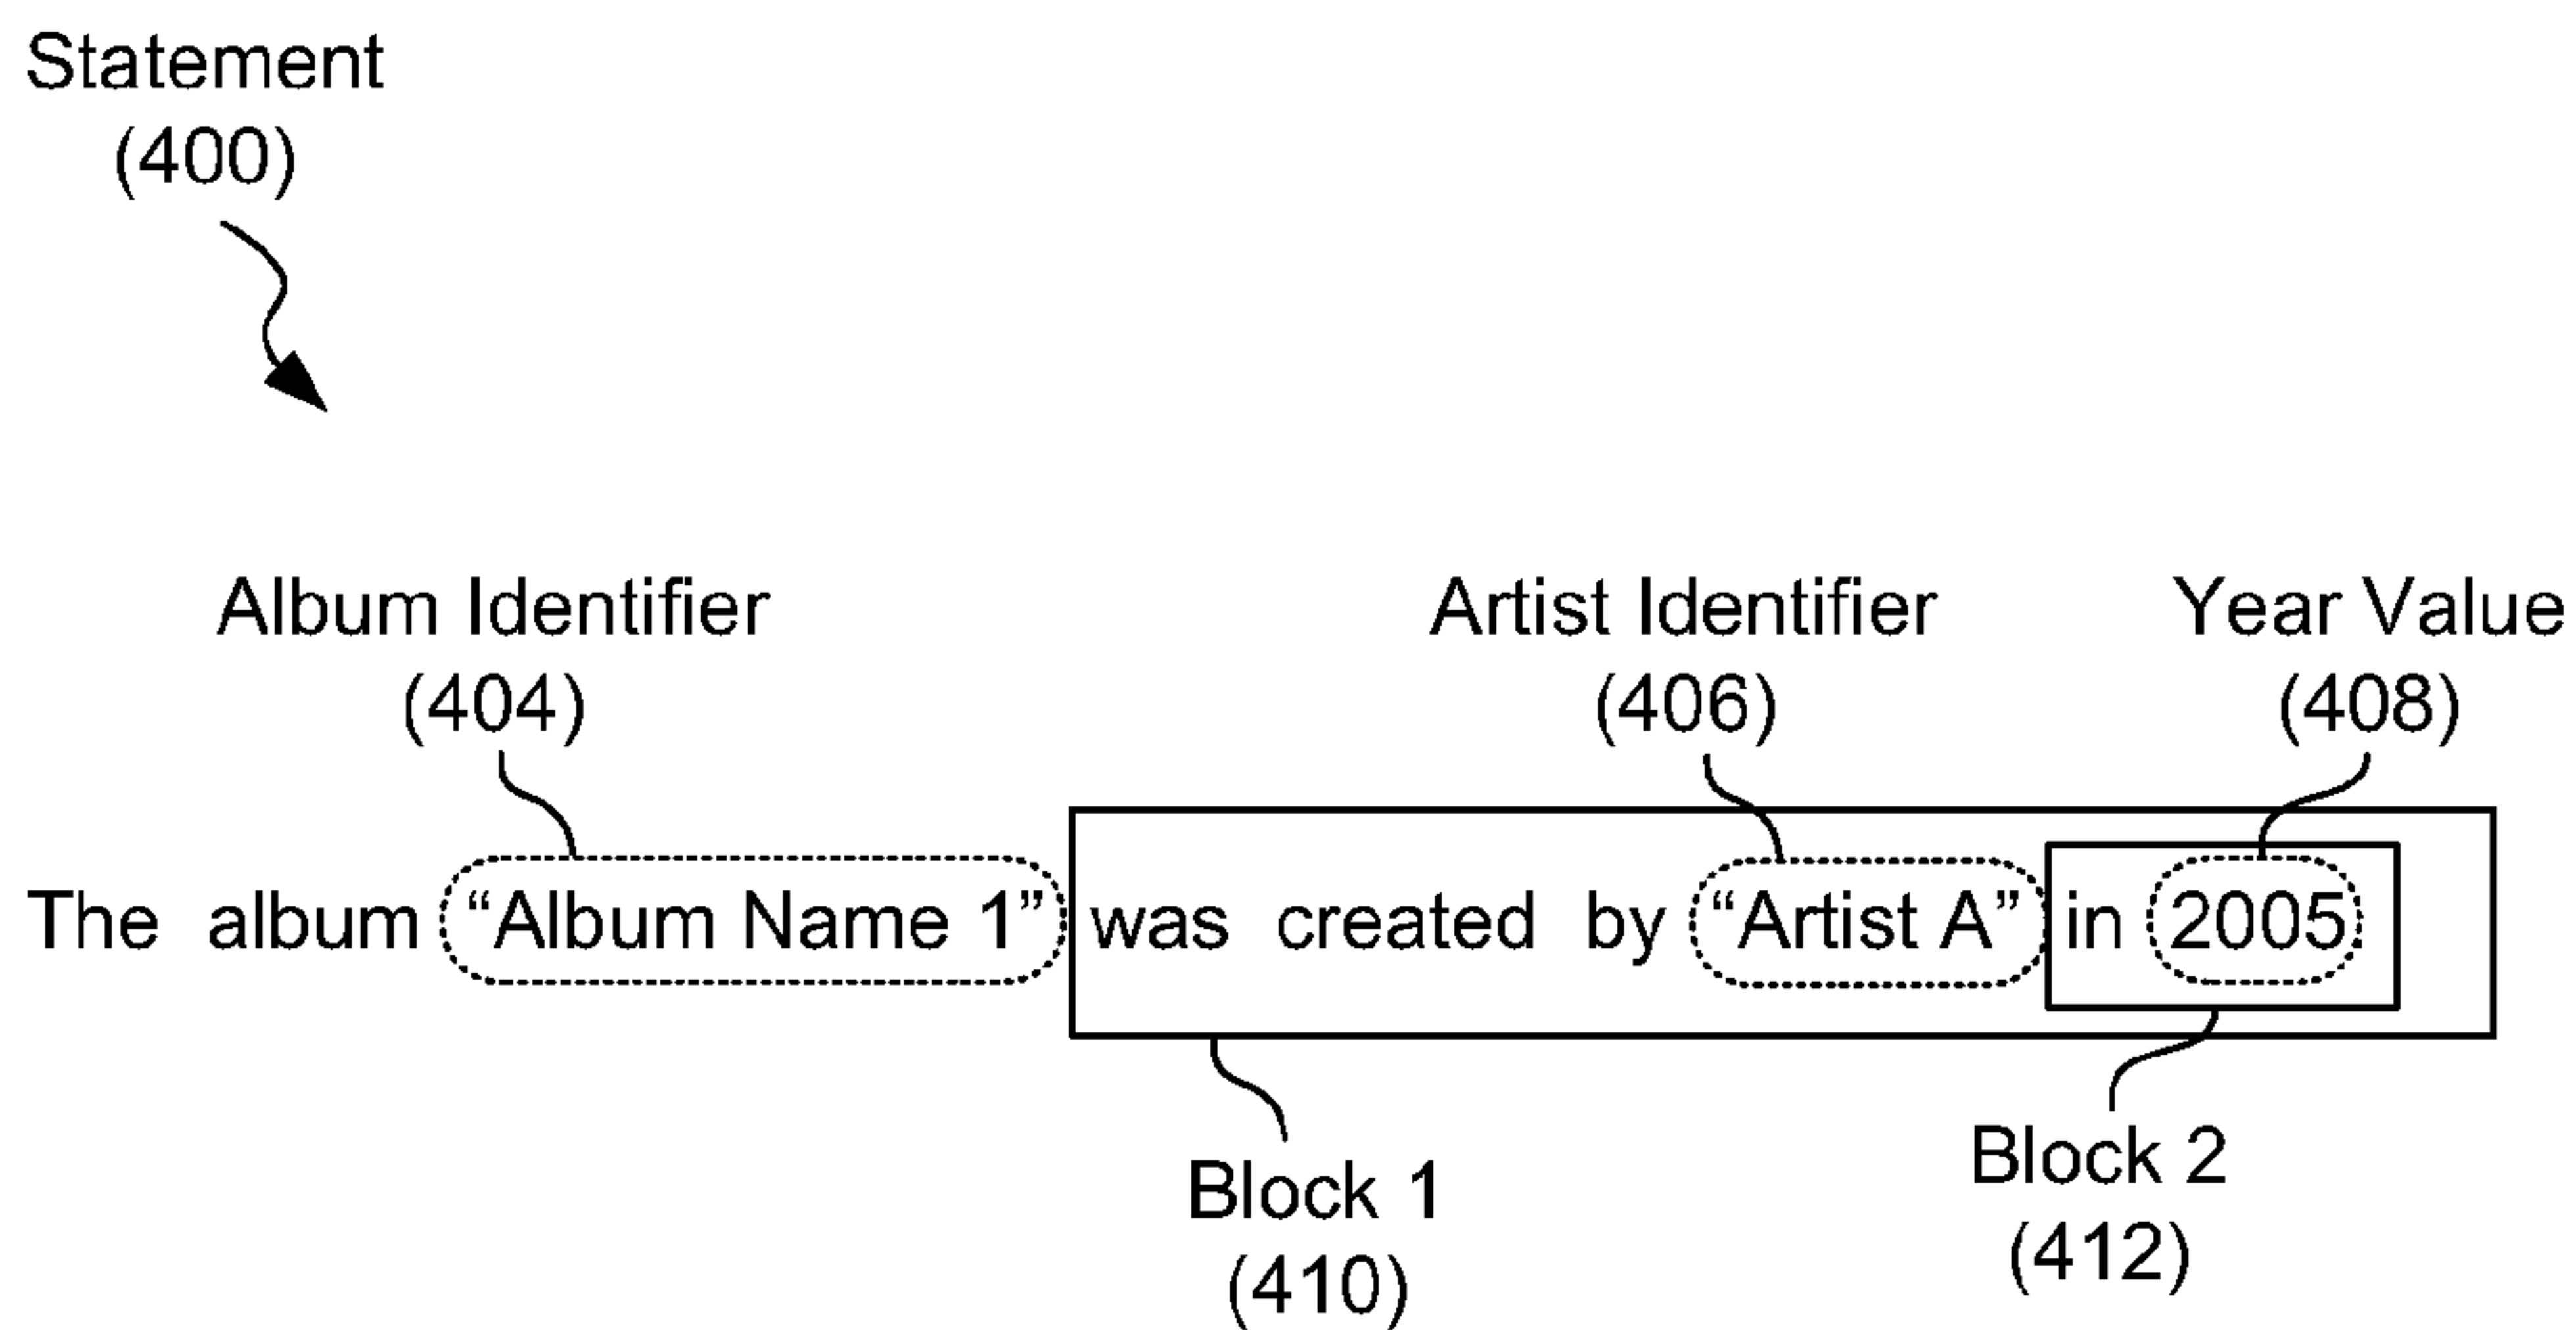 Statement
(400)
Album Identifier
(404)
Artist Identifier
(406)
Year Value
(408)
The album “Album Name 1” was created by “Artist A” in 2005.
Block 1
(410)
Block 2
(412)